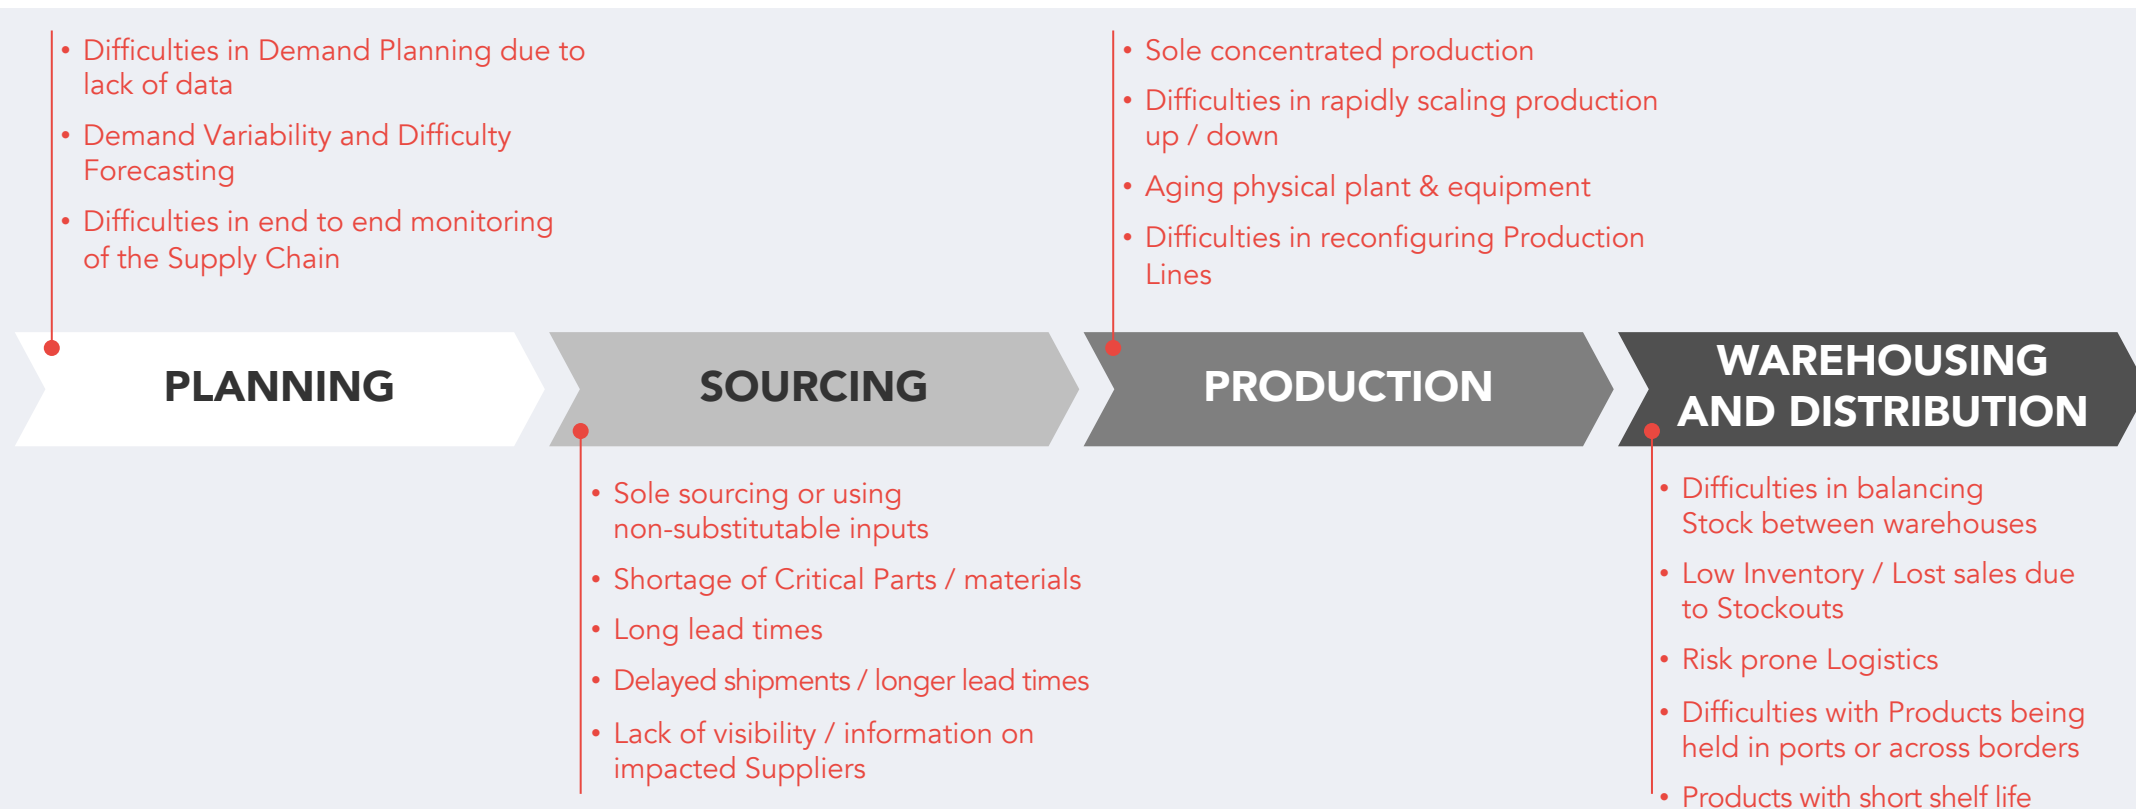 • Difficulties in Demand Planning due to
lack of data
• Demand Variability and Difficulty
Forecasting
• Difficulties in end to end monitoring
of the Supply Chain
• Sole concentrated production
• Difficulties in rapidly scaling production
up / down
• Aging physical plant & equipment
• Difficulties in reconfiguring Production
Lines
PLANNING
SOURCING
PRODUCTION
WAREHOUSING
AND DISTRIBUTION
• Sole sourcing or using
non-substitutable inputs
• Shortage of Critical Parts / materials
• Long lead times
• Delayed shipments / longer lead times
• Lack of visibility / information on
impacted Suppliers
• Difficulties in balancing
Stock between warehouses
• Low Inventory / Lost sales due
to Stockouts
• Risk prone Logistics
• Difficulties with Products being
held in ports or across borders
• Products with short shelf life